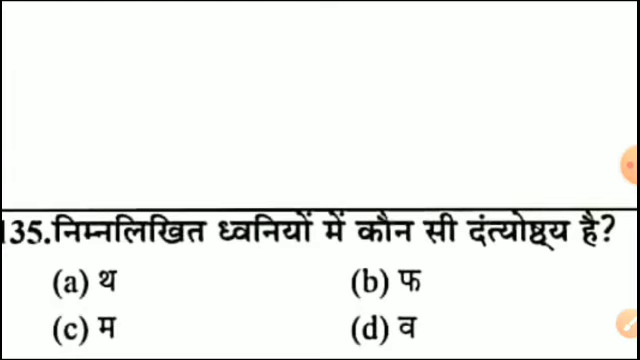 135.निम्नलिखित ध्वनियों में कौन सी दंत्योष्ठ्य है?
(a) थ (b) फ
(c) म (d) व